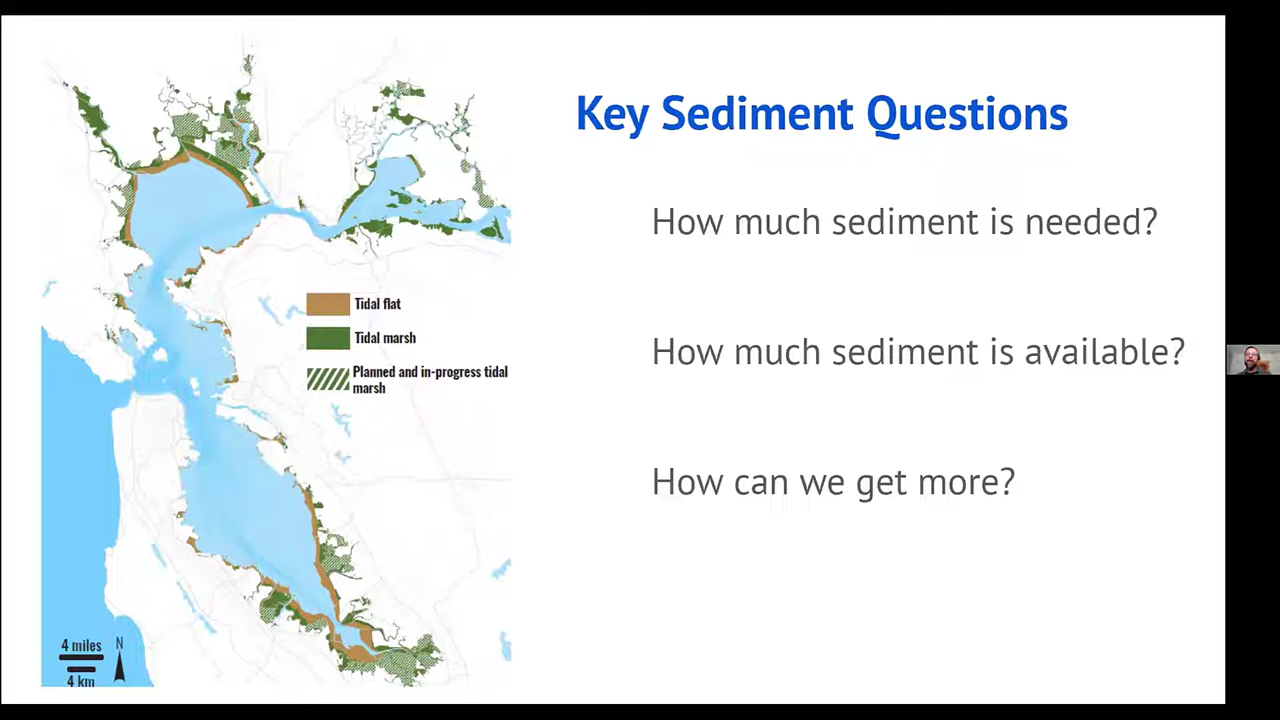 Key Sediment Questions
How much sediment is needed?
How much sediment is available?
How can we get more?
Tidal flat
Tidal marsh
Planned and in-progress tidal
marsh
4 miles
N
4 km